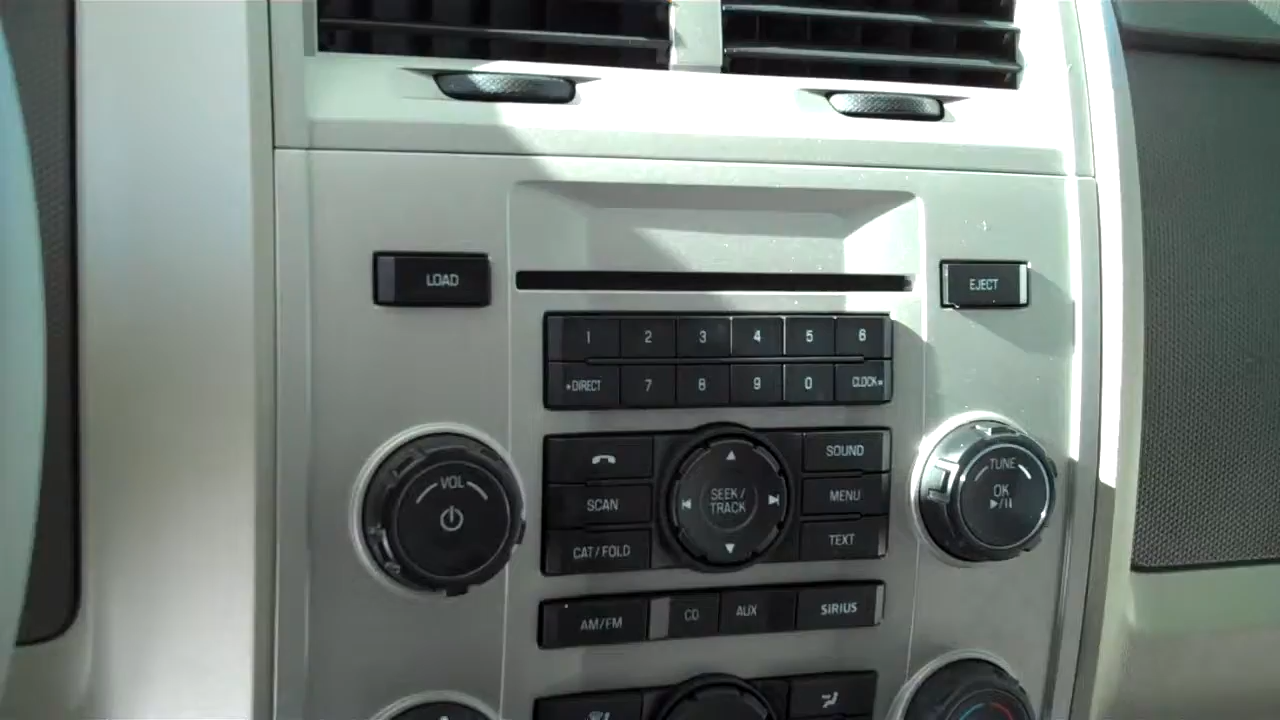 LOAD
EJECT
1 2 3 4 5 6
*DIRECT 7 8 9 0 CLOCK
SOUND
VOL
SCAN
SEEK/
TRACK
MENU
TUNE
OK
CAT/FOLD
TEXT
AM/FM CD AUX SIRIUS